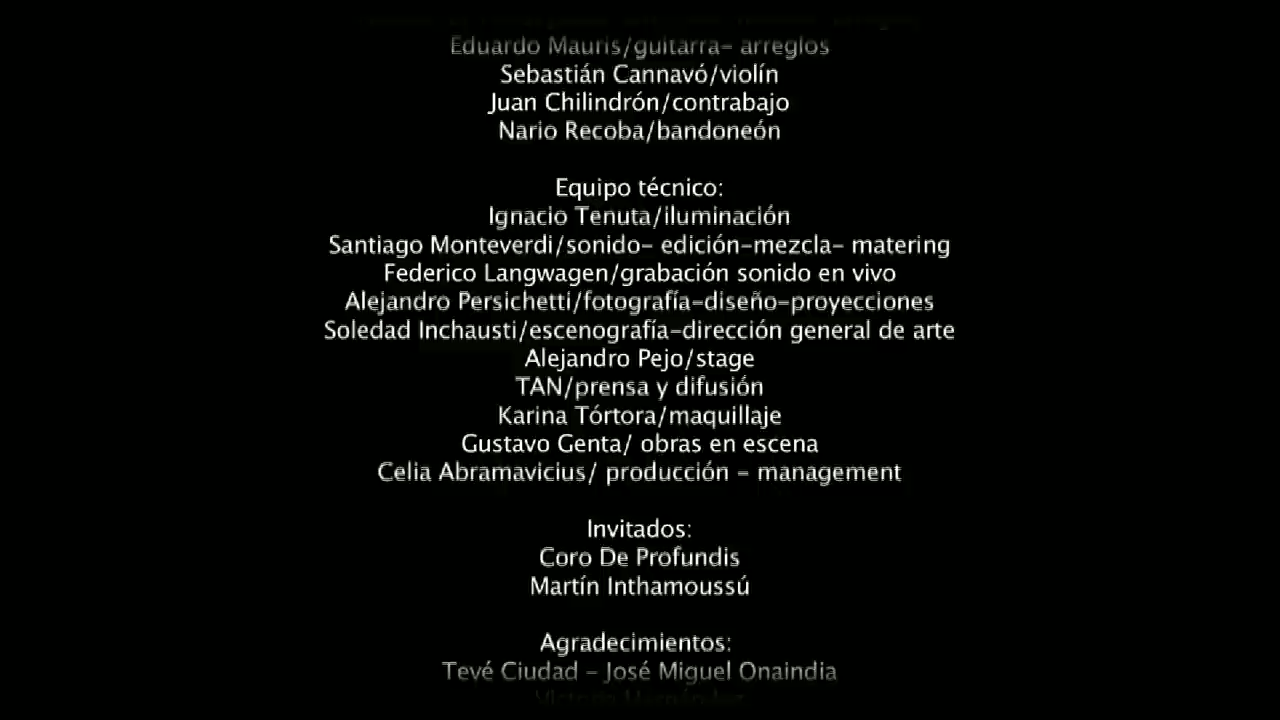 Eduardo Mauris/guitarra- arreglos
Sebastián Cannavó/violín
Juan Chilindrón/contrabajo
Nario Recoba/bandoneón
Equipo técnico:
Ignacio Tenuta/iluminación
Santiago Monteverdi/sonido- edición-mezcla- matering
Federico Langwagen/grabación sonido en vivo
Alejandro Persichetti/fotografía-diseño-proyecciones
Soledad Inchausti/escenografía-dirección general de arte
Alejandro Pejo/stage
TAN/prensa y difusión
Karina Tórtora/maquillaje
Gustavo Genta/ obras en escena
Celia Abramavicius/ producción - management
Invitados:
Coro De Profundis
Martín Inthamoussú
Agradecimientos:
Tevé Ciudad - José Miguel Onaindia